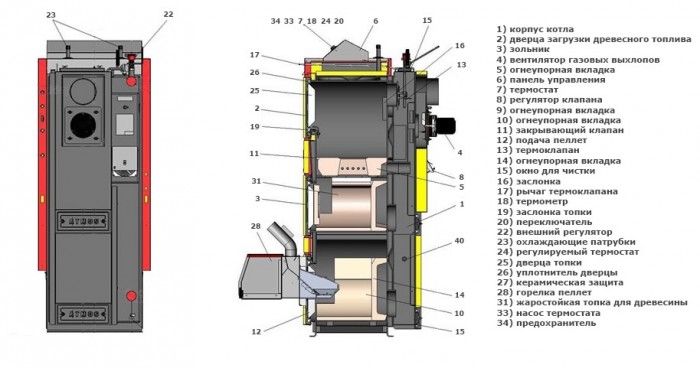 34 33 7 18 24 20 6 15
23
22
16
17
13
26
25
2
19
11
4
8
31
5
3
1
28
40
14
10
12
15
ATMOS
ATMOS
1) корпус котла
2) дверца загрузки древесного топлива
3) зольник
4) вентилятор газовых выхлопов
5) огнеупорная вкладка
6) панель управления
7) термостат
8) регулятор клапана
9) огнеупорная вкладка
10) огнеупорная вкладка
11) закрывающий клапан
12) подача пеллет
13) термоклапан
14) огнеупорная вкладка
15) окно для чистки
16) заслонка
17) рычаг термоклапана
18) термометр
19) заслонка топки
20) переключатель
22) внешний регулятор
23) охлаждающие патрубки
24) регулируемый термостат
25) дверца топки
26) уплотнитель дверцы
27) керамическая защита
28) горелка пеллет
31) жаростойкая топка для древесины
33) насос термостата
34) предохранитель